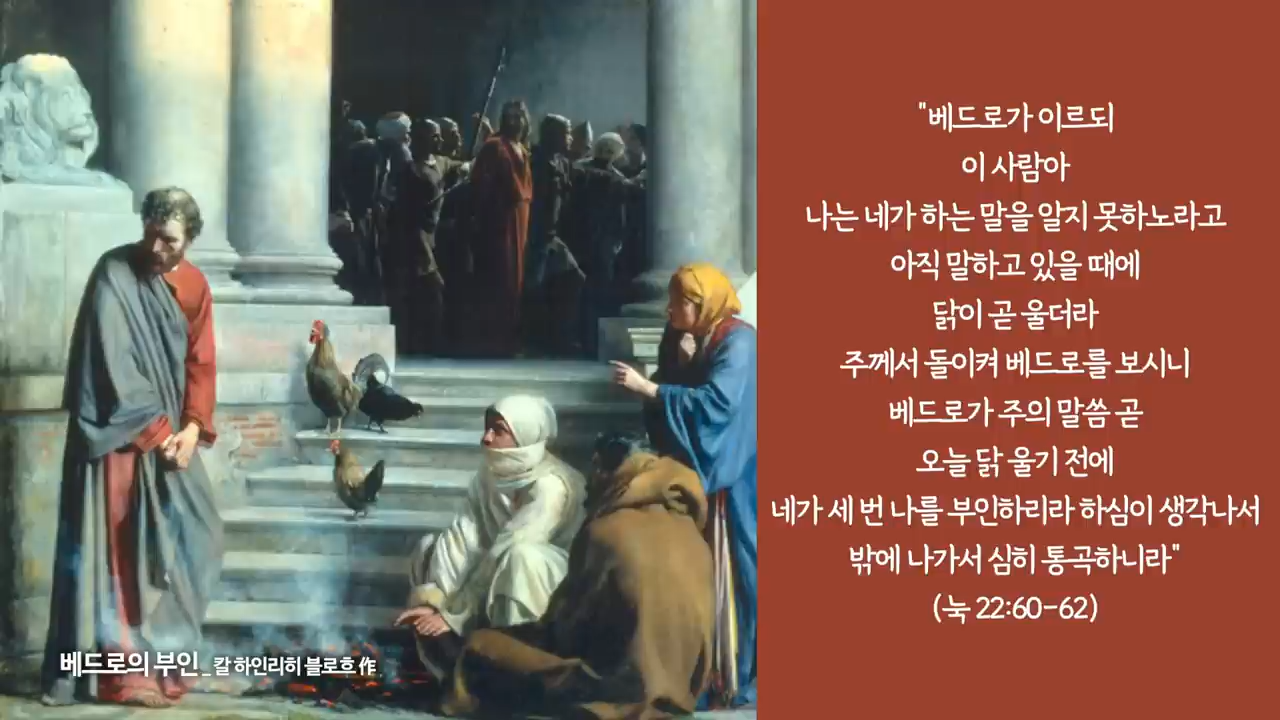 "베드로가 이르되
이 사람아
나는 네가 하는 말을 알지 못하노라고
아직 말하고 있을 때에
닭이 곧 울더라
주께서 돌이켜 베드로를 보시니
베드로가 주의 말씀 곧
오늘 닭 울기 전에
네가 세 번 나를 부인하리라 하심이 생각나서
밖에 나가서 심히 통곡하니라"
(눅 22:60-62)
베드로의 부인_ 칼 하인리히 블로흐 作